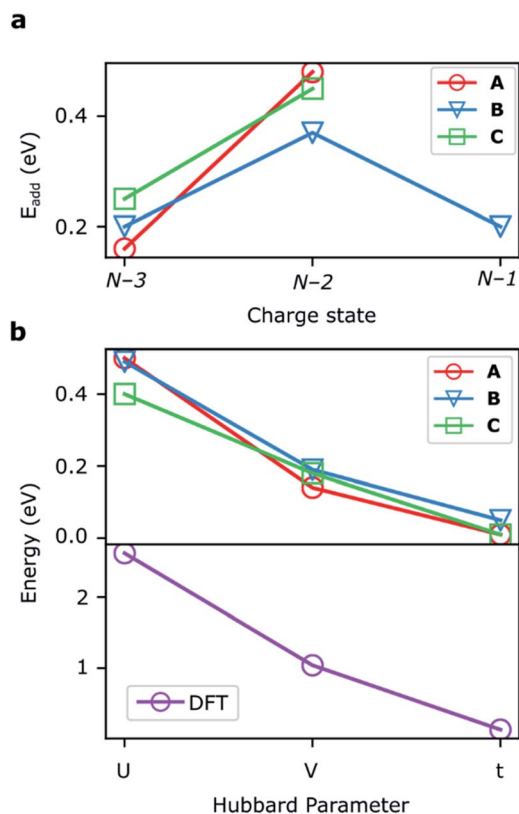 a
E_add (eV)
0.4
0.2
A
B
C
N−3
N−2
N−1
Charge state
b
Energy (eV)
0.4
0.2
0.0
A
B
C
2
1
DFT
U
V
t
Hubbard Parameter